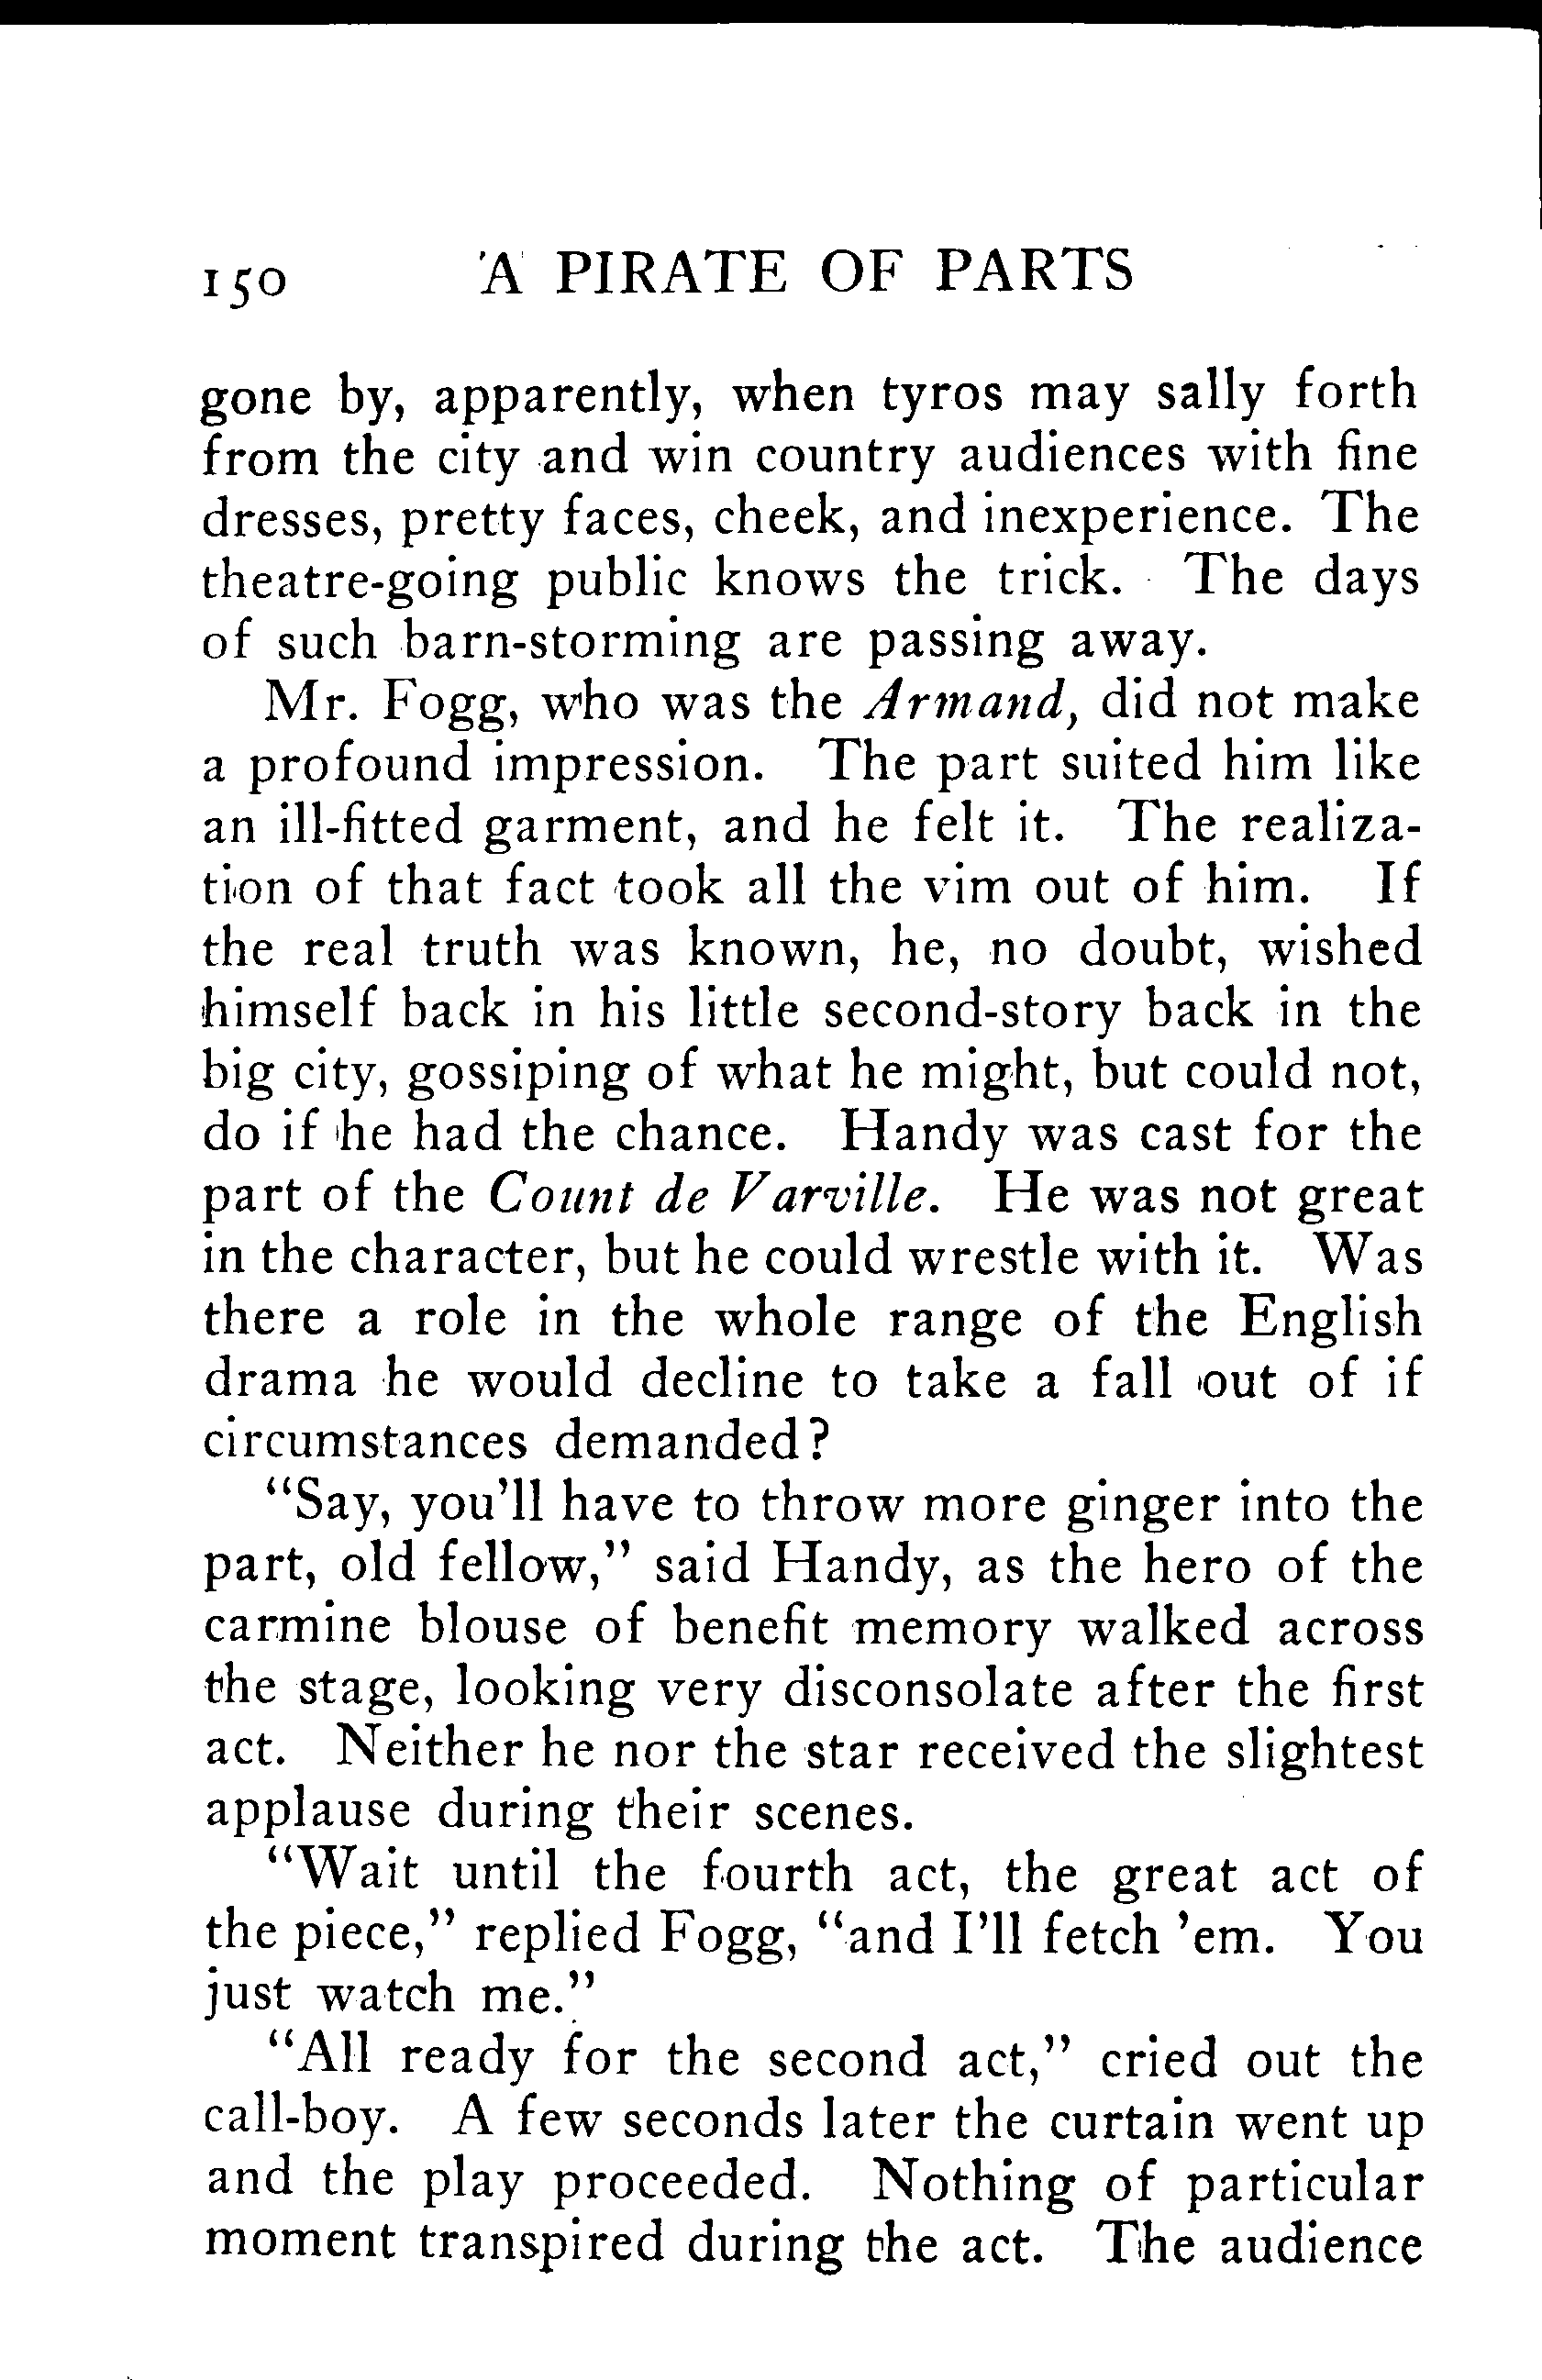 150 A PIRATE OF PARTS
gone by, apparently, when tyros may sally forth
from the city and win country audiences with fine
dresses, pretty faces, cheek, and inexperience. The
theatre-going public knows the trick. The days
of such barn-storming are passing away.
Mr. Fogg, who was the Armand, did not make
a profound impression. The part suited him like
an ill-fitted garment, and he felt it. The realiza-
tion of that fact took all the vim out of him. If
the real truth was known, he, no doubt, wished
himself back in his little second-story back in the
big city, gossiping of what he might, but could not,
do if he had the chance. Handy was cast for the
part of the Count de Varville. He was not great
in the character, but he could wrestle with it. Was
there a role in the whole range of the English
drama he would decline to take a fall out of if
circumstances demanded?
"Say, you'll have to throw more ginger into the
part, old fellow," said Handy, as the hero of the
carmine blouse of benefit memory walked across
the stage, looking very disconsolate after the first
act. Neither he nor the star received the slightest
applause during their scenes.
"Wait until the fourth act, the great act of
the piece," replied Fogg, "and I'll fetch 'em. You
just watch me."
"All ready for the second act," cried out the
call-boy. A few seconds later the curtain went up
and the play proceeded. Nothing of particular
moment transpired during the act. The audience